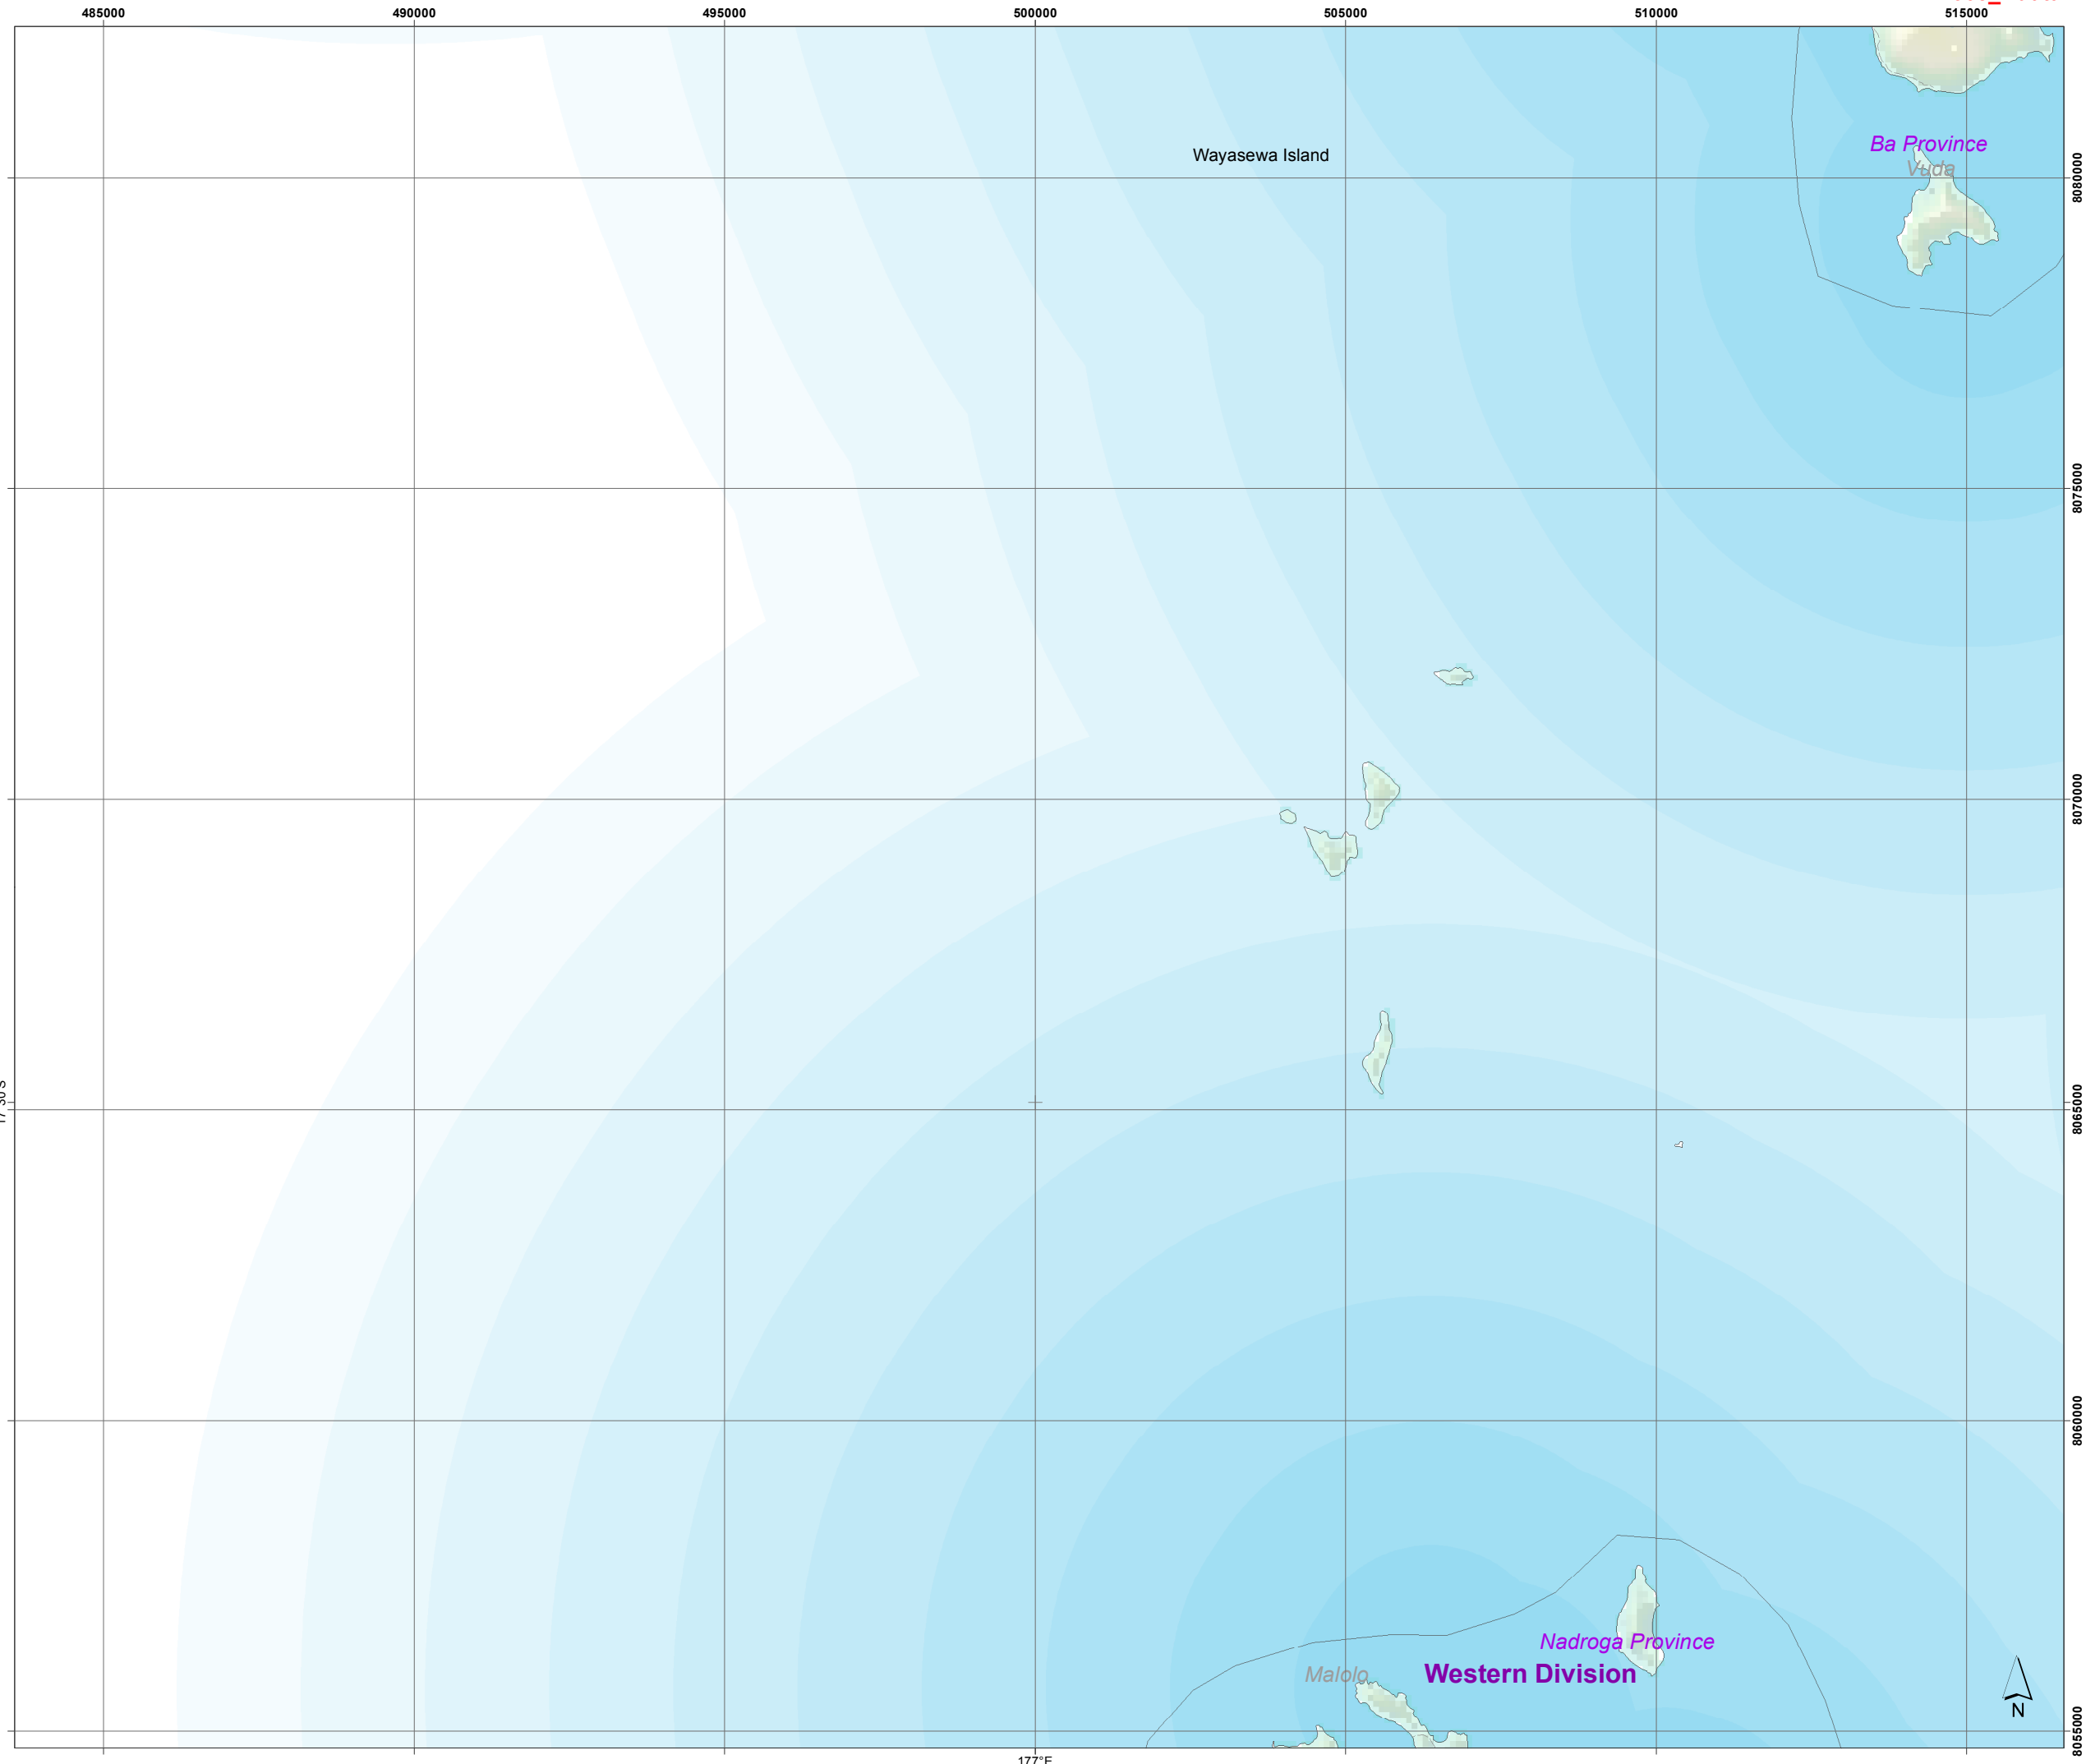 485000 490000 495000 500000 505000 510000 515000
Ba Province
Wayasewa Island
Vuda
8080000
8075000
8070000
8065000
8060000
Nadroga Province
Malolo
Western Division
N
8055000
177°E